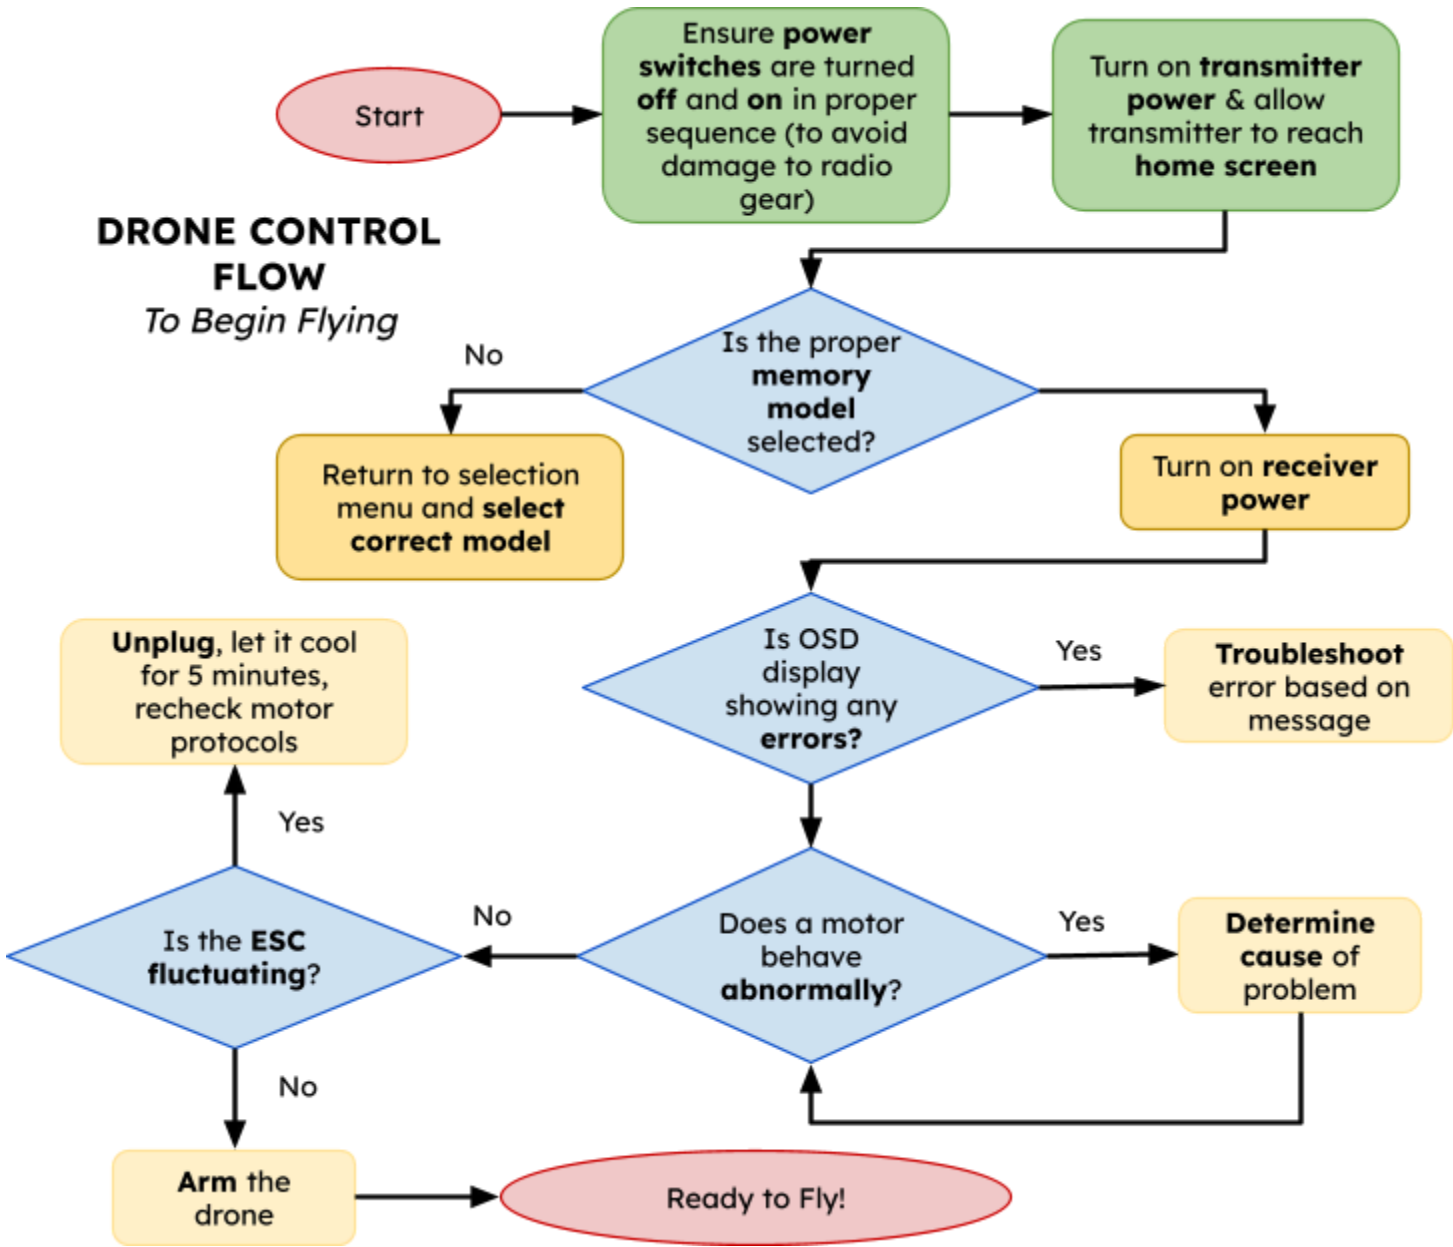 Start
Ensure power
switches are turned
off and on in proper
sequence (to avoid
damage to radio
gear)
Turn on transmitter
power & allow
transmitter to reach
home screen
DRONE CONTROL
FLOW
To Begin Flying
Is the proper
memory
model
selected?
No
Return to selection
menu and select
correct model
Turn on receiver
power
Is OSD
display
showing any
errors?
Yes
Troubleshoot
error based on
message
Unplug, let it cool
for 5 minutes,
recheck motor
protocols
Yes
Is the ESC
fluctuating?
No
Does a motor
behave
abnormally?
Yes
Determine
cause of
problem
No
Arm the
drone
Ready to Fly!